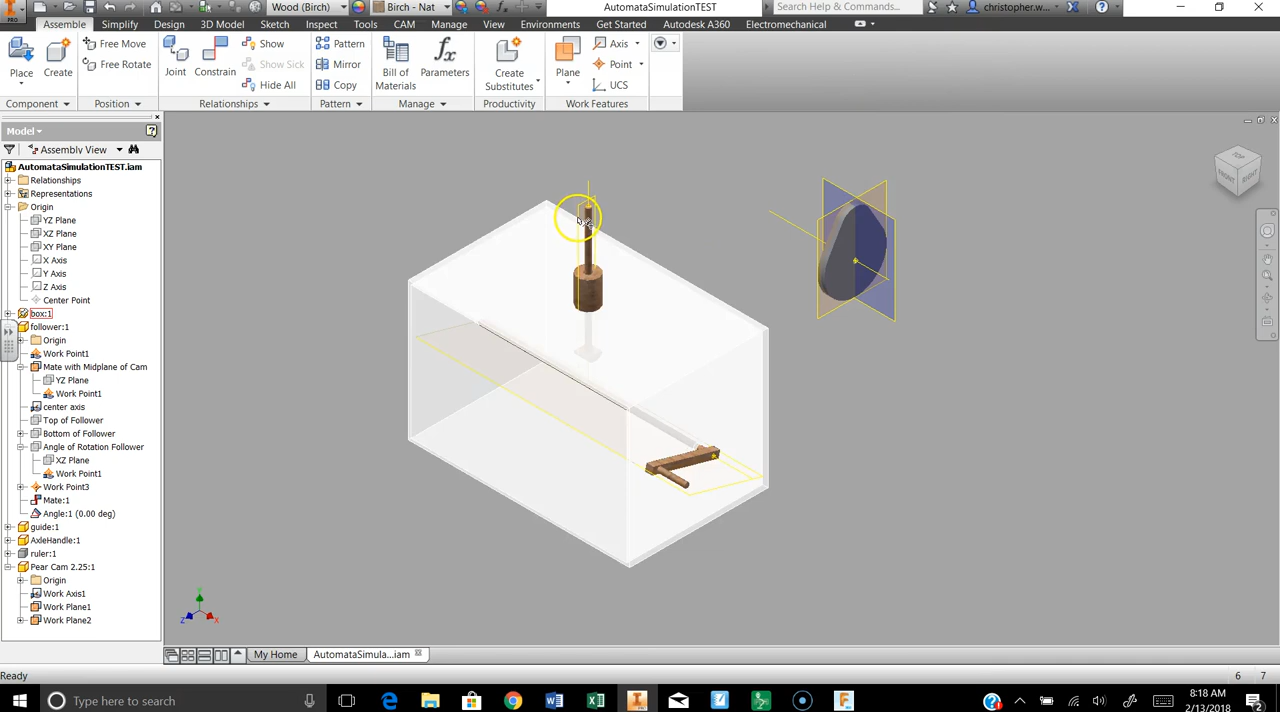 PRO
Wood (Birch)
Birch - Nat
AutomataSimulationTEST
Search Help & Commands...
christopher.w...
Assemble
Simplify
Design
3D Model
Sketch
Inspect
Tools
CAM
Manage
View
Environments
Get Started
Autodesk A360
Electromechanical
Place
Create
Free Move
Free Rotate
Joint
Constrain
Show
Show Sick
Hide All
Pattern
Mirror
Copy
Bill of
Materials
fx
Parameters
Create
Substitutes
Plane
Axis
Point
UCS
Component
Position
Relationships
Pattern
Manage
Productivity
Work Features
Model
Assembly View
AutomataSimulationTEST.iam
Relationships
Representations
Origin
YZ Plane
XZ Plane
XY Plane
X Axis
Y Axis
Z Axis
Center Point
box:1
follower:1
Origin
Work Point1
Mate with Midplane of Cam
YZ Plane
Work Point1
center axis
Top of Follower
Bottom of Follower
Angle of Rotation Follower
XZ Plane
Work Point1
Work Point3
Mate:1
Angle:1 (0.00 deg)
guide:1
AxleHandle:1
ruler:1
Pear Cam 2.25:1
Origin
Work Axis1
Work Plane1
Work Plane2
TOP
FRONT
RIGHT
Z
X
My Home
AutomataSimula...iam
Ready
6
7
Type here to search
8:18 AM
2/13/2018